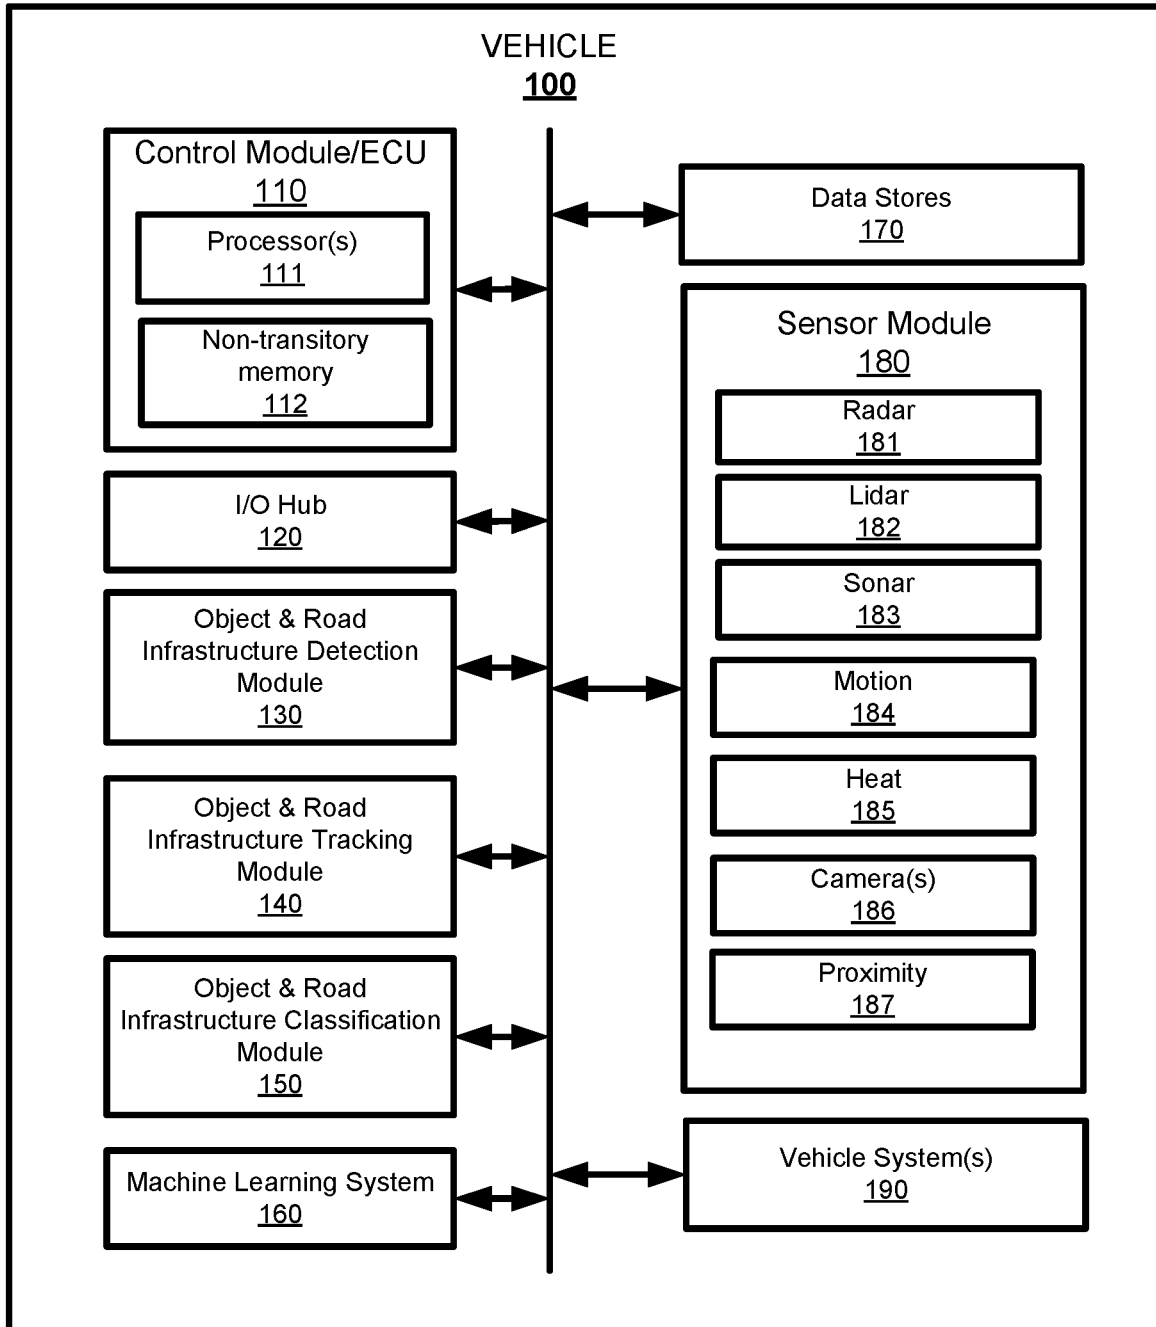 VEHICLE
100
Control Module/ECU
110
Processor(s)
111
Non-transitory
memory
112
I/O Hub
120
Object & Road
Infrastructure Detection
Module
130
Object & Road
Infrastructure Tracking
Module
140
Object & Road
Infrastructure Classification
Module
150
Machine Learning System
160
Data Stores
170
Sensor Module
180
Radar
181
Lidar
182
Sonar
183
Motion
184
Heat
185
Camera(s)
186
Proximity
187
Vehicle System(s)
190